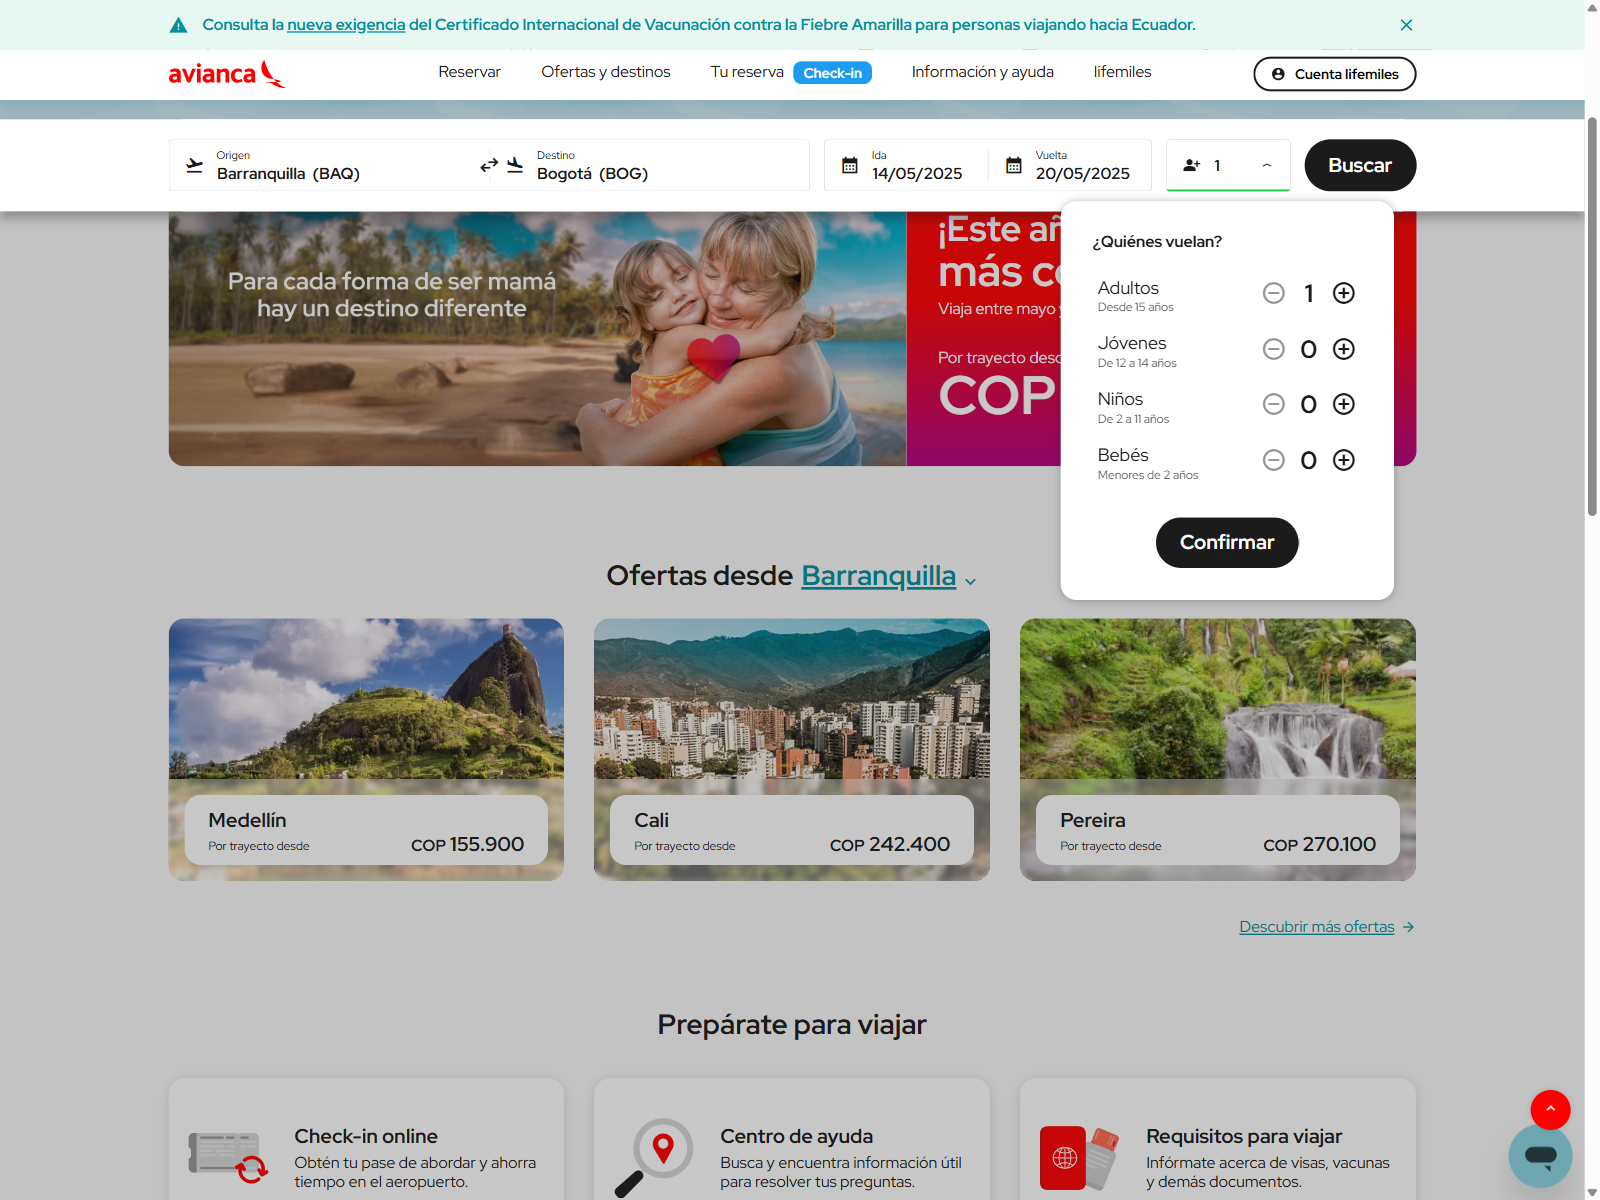 Consulta la nueva exigencia del Certificado Internacional de Vacunación contra la Fiebre Amarilla para personas viajando hacia Ecuador.
avianca
Reservar
Ofertas y destinos
Tu reserva
Check-in
Información y ayuda
lifemiles
Cuenta lifemiles
Origen
Barranquilla (BAQ)
Destino
Bogotá (BOG)
Ida
14/05/2025
Vuelta
20/05/2025
1
Buscar
Para cada forma de ser mamá
hay un destino diferente
¡Este añ
más co
Viaja entre mayo y
Por trayecto desd
COP
¿Quiénes vuelan?
Adultos
Desde 15 años
1
Jóvenes
De 12 a 14 años
0
Niños
De 2 a 11 años
0
Bebés
Menores de 2 años
0
Confirmar
Ofertas desde Barranquilla
Medellín
Por trayecto desde
COP 155.900
Cali
Por trayecto desde
COP 242.400
Pereira
Por trayecto desde
COP 270.100
Descubrir más ofertas
Prepárate para viajar
Check-in online
Obtén tu pase de abordar y ahorra
tiempo en el aeropuerto.
Centro de ayuda
Busca y encuentra información útil
para resolver tus preguntas.
Requisitos para viajar
Infórmate acerca de visas, vacunas
y demás documentos.